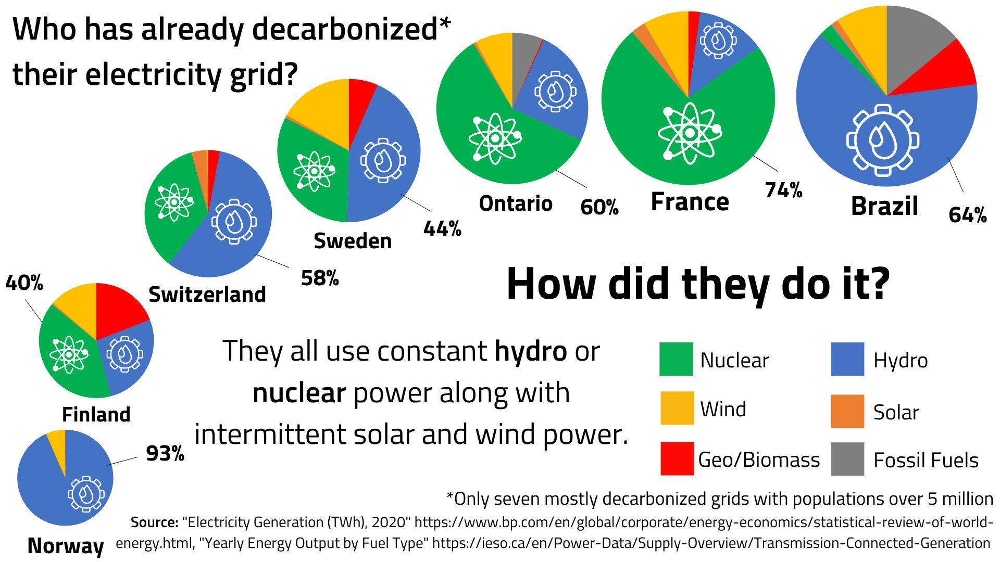 Who has already decarbonized*
their electricity grid?
Ontario
60%
France
74%
Brazil
64%
Sweden
44%
Switzerland
58%
40%
Finland
93%
Norway
How did they do it?
They all use constant hydro or
nuclear power along with
intermittent solar and wind power.
Nuclear
Hydro
Wind
Solar
Geo/Biomass
Fossil Fuels
*Only seven mostly decarbonized grids with populations over 5 million
Source: "Electricity Generation (TWh), 2020" https://www.bp.com/en/global/corporate/energy-economics/statistical-review-of-world-
energy.html, "Yearly Energy Output by Fuel Type" https://ieso.ca/en/Power-Data/Supply-Overview/Transmission-Connected-Generation